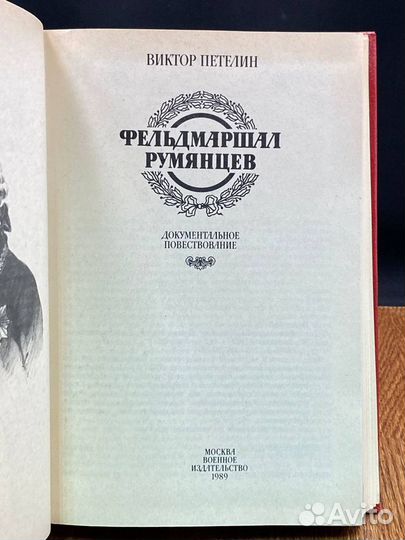 ВИКТОР ПЕТЕЛИН
ФЕЛЬДМАРШАЛ
РУМЯНЦЕВ
ДОКУМЕНТАЛЬНОЕ
ПОВЕСТВОВАНИЕ
МОСКВА
ВОЕННОЕ
ИЗДАТЕЛЬСТВО
1989
Avito